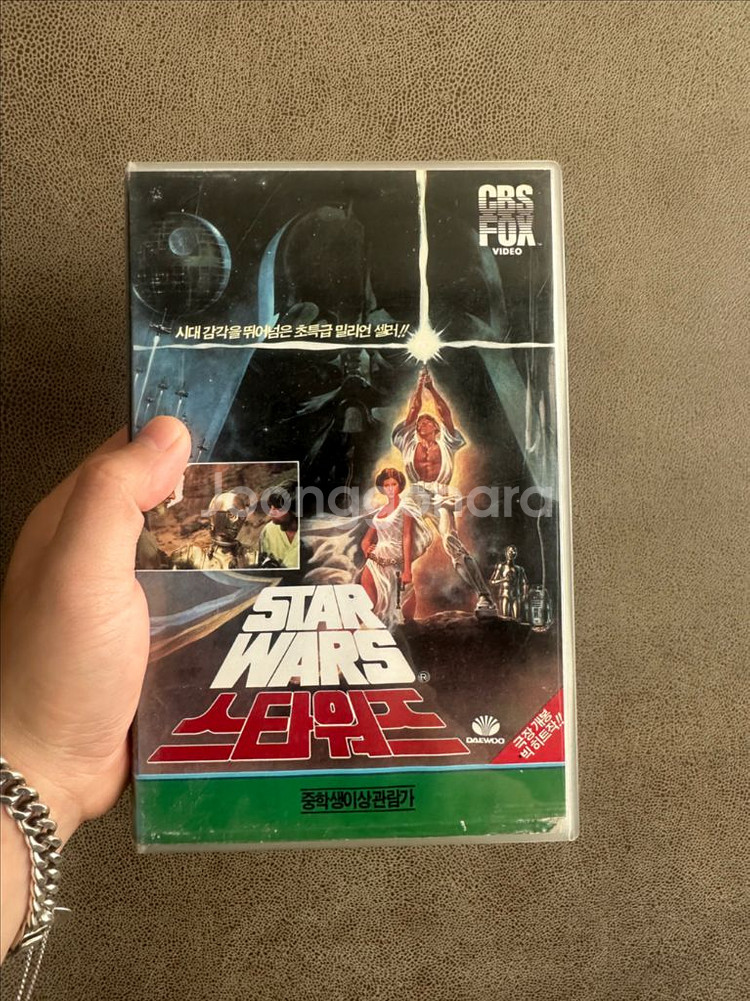 CBS
FOX
VIDEO
시대 감각을 뛰어넘은 초특급 밀리언 셀러!!
Joonggonara
STAR
WARS®
스타워즈
DAEWOO
극장 개봉
빅 히트작!!
중학생이상관람가